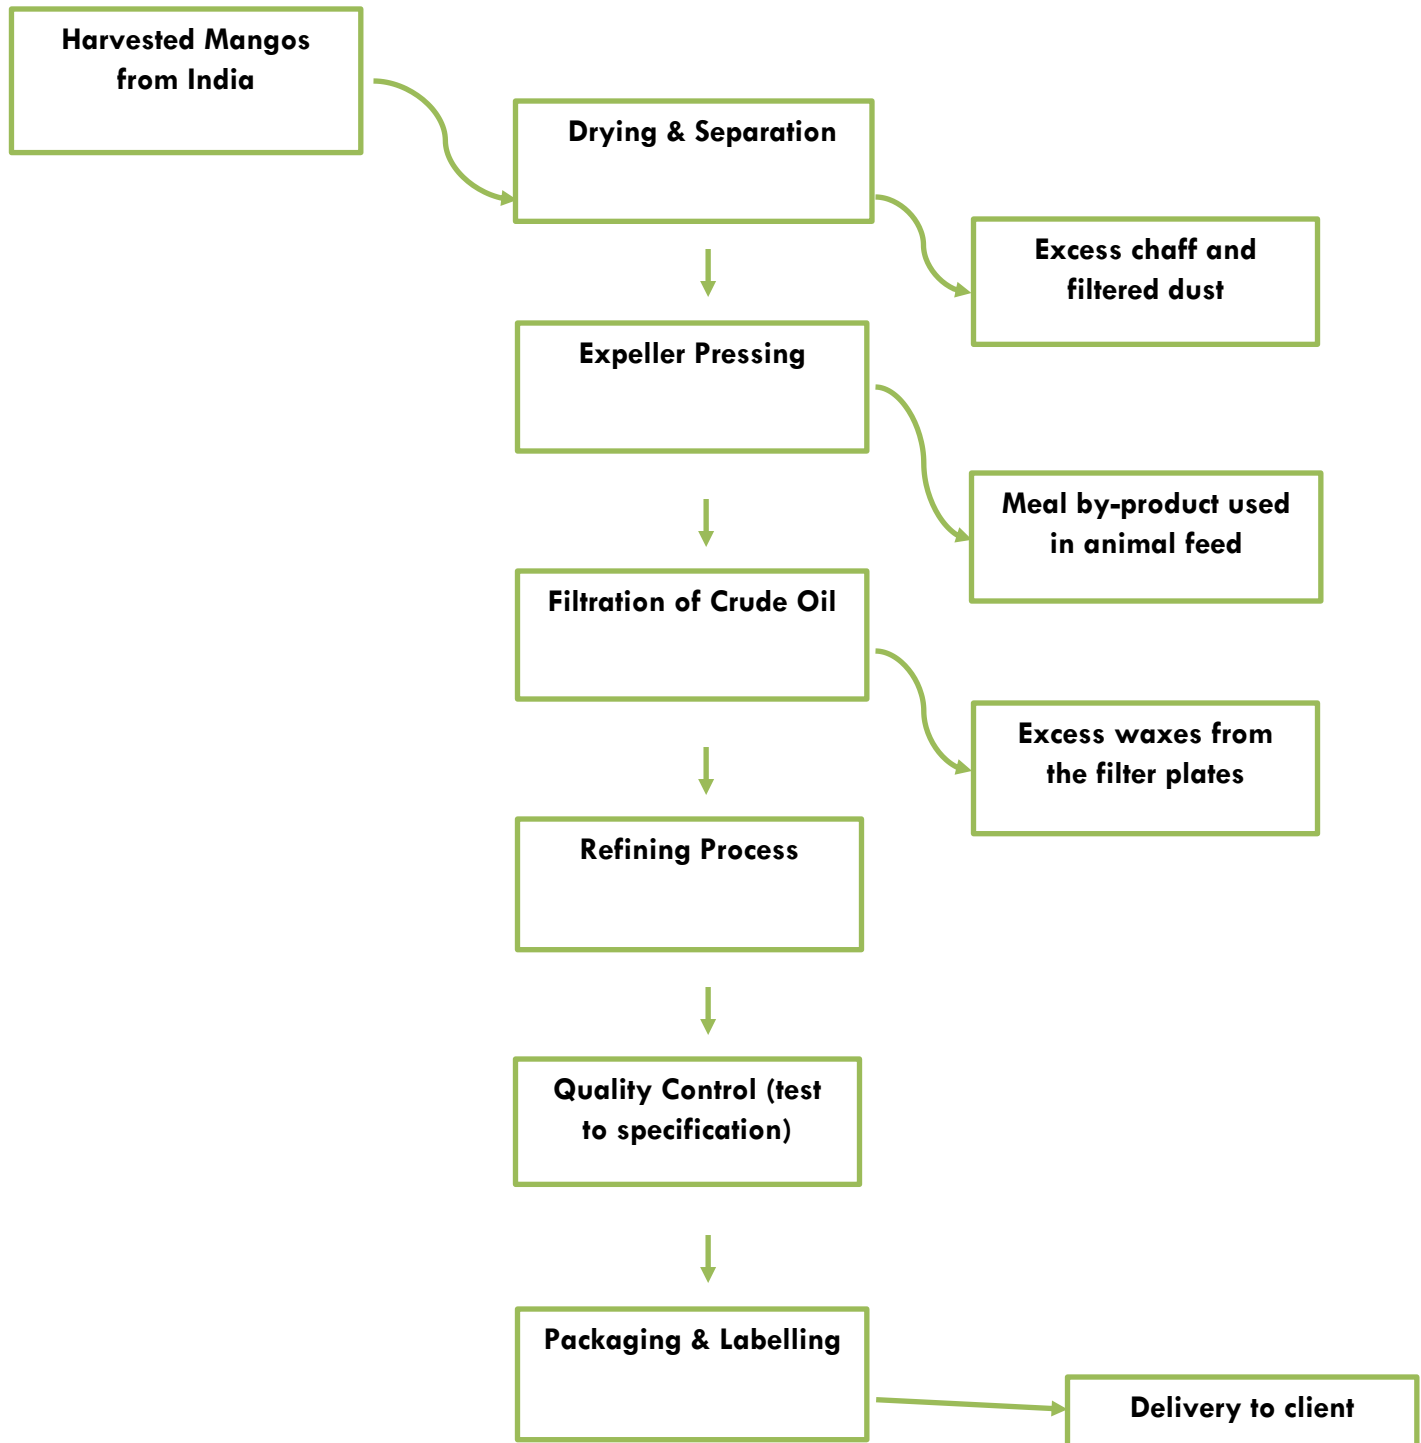 Harvested Mangos
from India
Drying & Separation
Excess chaff and
filtered dust
Expeller Pressing
Meal by-product used
in animal feed
Filtration of Crude Oil
Excess waxes from
the filter plates
Refining Process
Quality Control (test
to specification)
Packaging & Labelling
Delivery to client